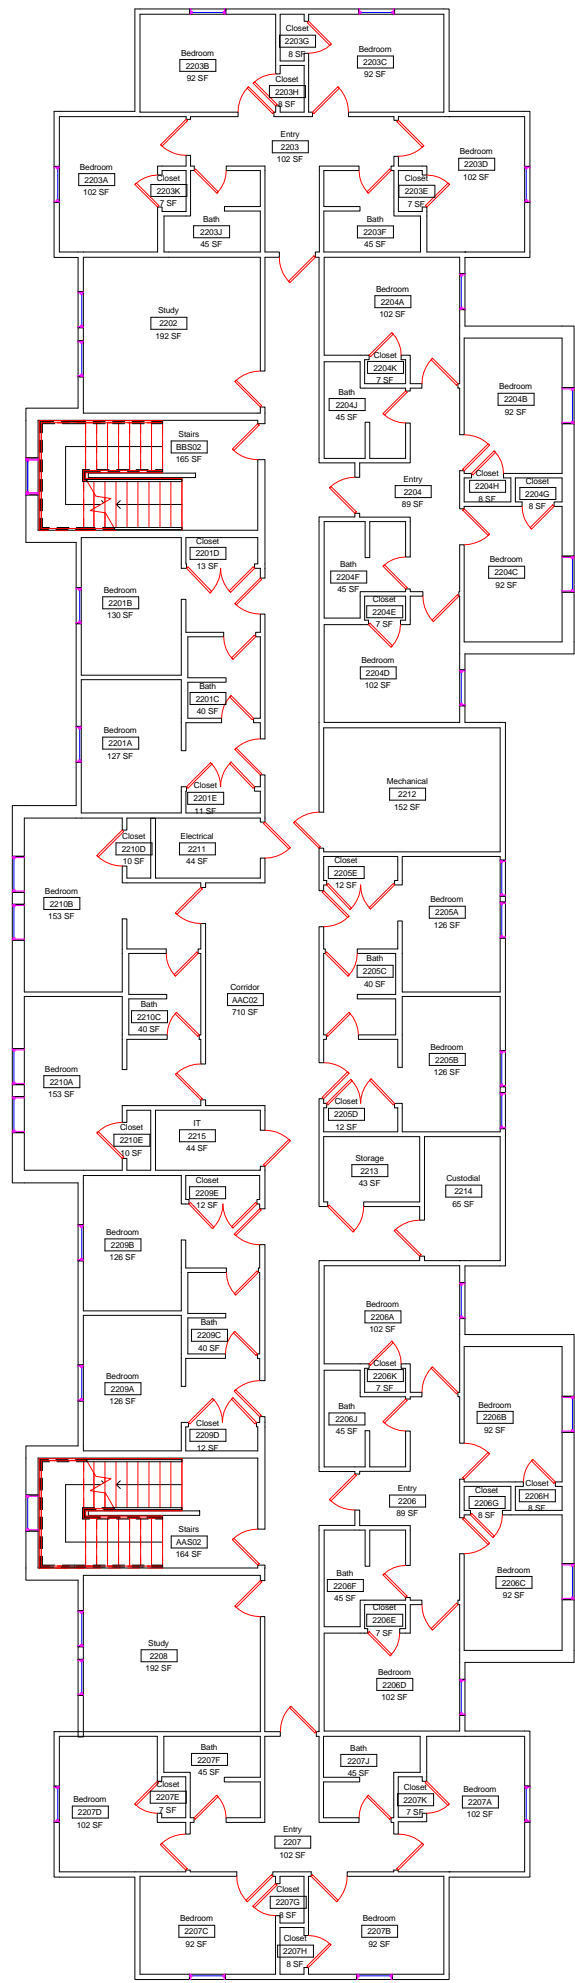 Closet
2203G
8 SF
Bedroom
2203B
92 SF
Bedroom
2203C
92 SF
Closet
2203H
8 SF
Entry
2203
102 SF
Bedroom
2203A
102 SF
Bedroom
2203D
102 SF
Closet
2203K
7 SF
Closet
2203E
7 SF
Bath
2203J
45 SF
Bath
2203F
45 SF
Bedroom
2204A
102 SF
Study
2202
192 SF
Closet
2204K
7 SF
Bedroom
2204B
92 SF
Bath
2204J
45 SF
Stairs
BBS02
165 SF
Entry
2204
89 SF
Closet
2204H
8 SF
Closet
2204G
8 SF
Closet
2201D
13 SF
Bath
2204F
45 SF
Bedroom
2204C
92 SF
Bedroom
2201B
130 SF
Closet
2204E
7 SF
Bedroom
2204D
102 SF
Bath
2201C
40 SF
Bedroom
2201A
127 SF
Closet
2201E
11 SF
Mechanical
2212
152 SF
Closet
2210D
10 SF
Electrical
2211
44 SF
Closet
2205E
12 SF
Bedroom
2210B
153 SF
Bedroom
2205A
126 SF
Bath
2205C
40 SF
Corridor
AAC02
710 SF
Bath
2210C
40 SF
Bedroom
2205B
126 SF
Bedroom
2210A
153 SF
Closet
2205D
12 SF
Closet
2210E
10 SF
IT
2215
44 SF
Storage
2213
43 SF
Custodial
2214
65 SF
Closet
2209E
12 SF
Bedroom
2209B
126 SF
Bedroom
2206A
102 SF
Bath
2209C
40 SF
Closet
2206K
7 SF
Bedroom
2209A
126 SF
Bath
2206J
45 SF
Bedroom
2206B
92 SF
Closet
2209D
12 SF
Entry
2206
89 SF
Closet
2206G
8 SF
Closet
2206H
8 SF
Stairs
AAS02
164 SF
Bath
2206F
45 SF
Bedroom
2206C
92 SF
Closet
2206E
7 SF
Study
2208
192 SF
Bedroom
2206D
102 SF
Bath
2207F
45 SF
Bath
2207J
45 SF
Closet
2207E
7 SF
Closet
2207K
7 SF
Bedroom
2207D
102 SF
Bedroom
2207A
102 SF
Entry
2207
102 SF
Closet
2207G
8 SF
Bedroom
2207C
92 SF
Bedroom
2207B
92 SF
Closet
2207H
8 SF